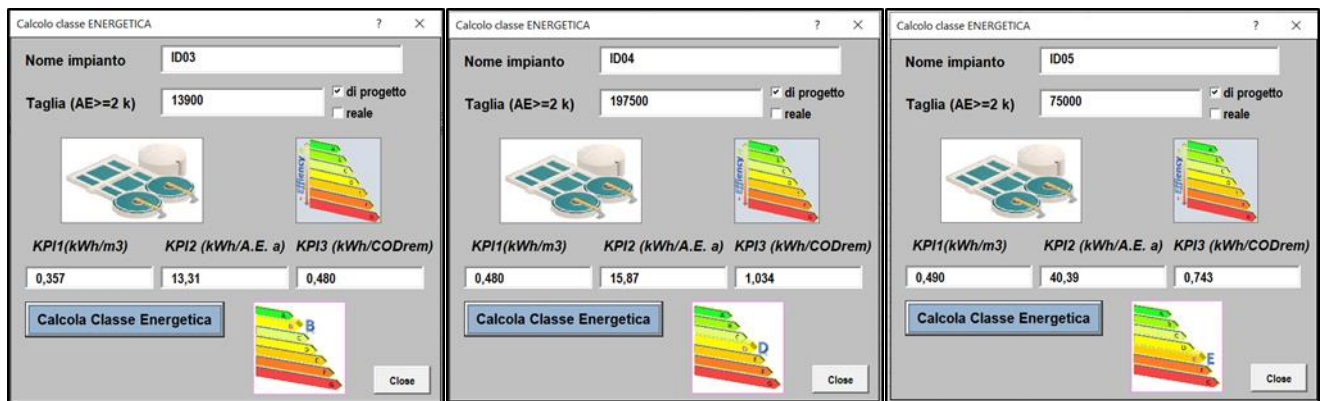 Calcolo classe ENERGETICA ? ×
Nome impianto ID03
Taglia (AE>=2 k) 13900 di progetto
reale
Effiency
KPI1(kWh/m3) KPI2 (kWh/A.E. a) KPI3 (kWh/CODrem)
0,357 13,31 0,480
Calcola Classe Energetica
B
Close
Calcolo classe ENERGETICA ? ×
Nome impianto ID04
Taglia (AE>=2 k) 197500 di progetto
reale
Effiency
KPI1(kWh/m3) KPI2 (kWh/A.E. a) KPI3 (kWh/CODrem)
0,480 15,87 1,034
Calcola Classe Energetica
D
Close
Calcolo classe ENERGETICA ? ×
Nome impianto ID05
Taglia (AE>=2 k) 75000 di progetto
reale
Effiency
KPI1(kWh/m3) KPI2 (kWh/A.E. a) KPI3 (kWh/CODrem)
0,490 40,39 0,743
Calcola Classe Energetica
E
Close